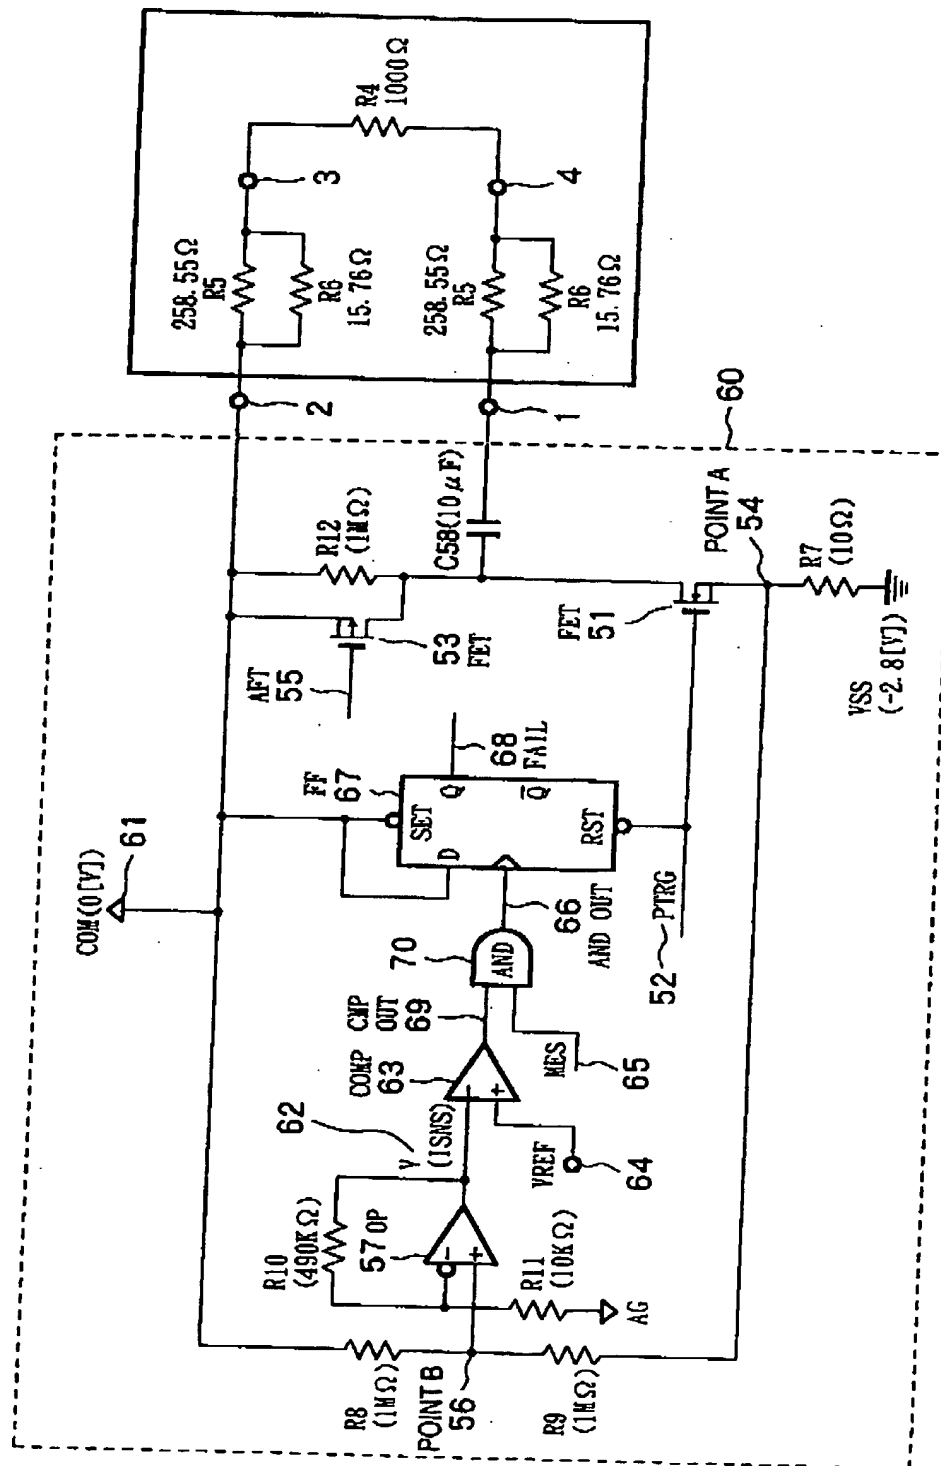 R4
1000Ω
3
4
258.55Ω
R5
R6
15.76Ω
258.55Ω
R5
R6
15.76Ω
2
1
60
R12
(1MΩ)
C58(10μF)
POINT A
54
R7
(10Ω)
FET
51
VSS
(-2.8[V])
AFT
55
53
FET
COM(0[V])
61
FF
67
SET
D
Q
Q
RST
68
FAIL
66
AND OUT
52
PTRG
70
AND
CMP
OUT
69
COMP
63
MES
65
62
V
(ISNS)
-
+
VREF
64
R10
(490KΩ)
57
OP
-
+
R11
(10KΩ)
AG
R8
(1MΩ)
POINT B
56
R9
(1MΩ)